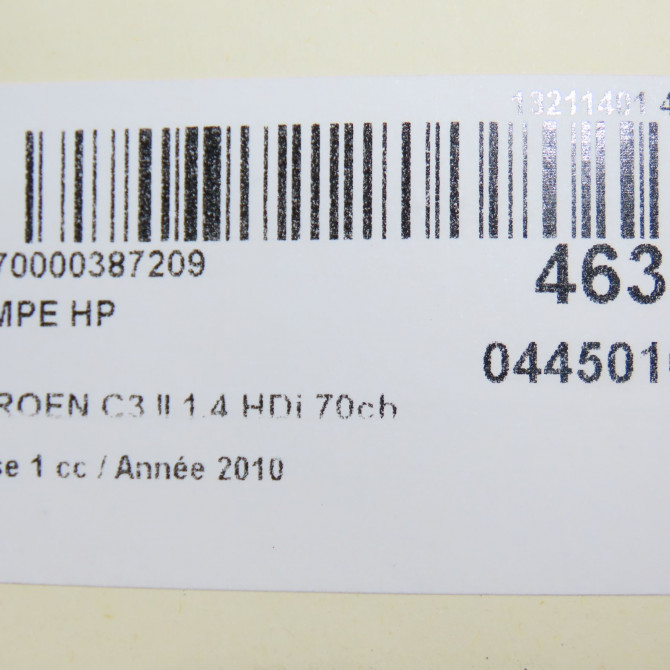 13211401 4
70000387209
463
MPE HP
044501
ROEN C3 II 1.4 HDi 70ch
se 1 cc / Année 2010